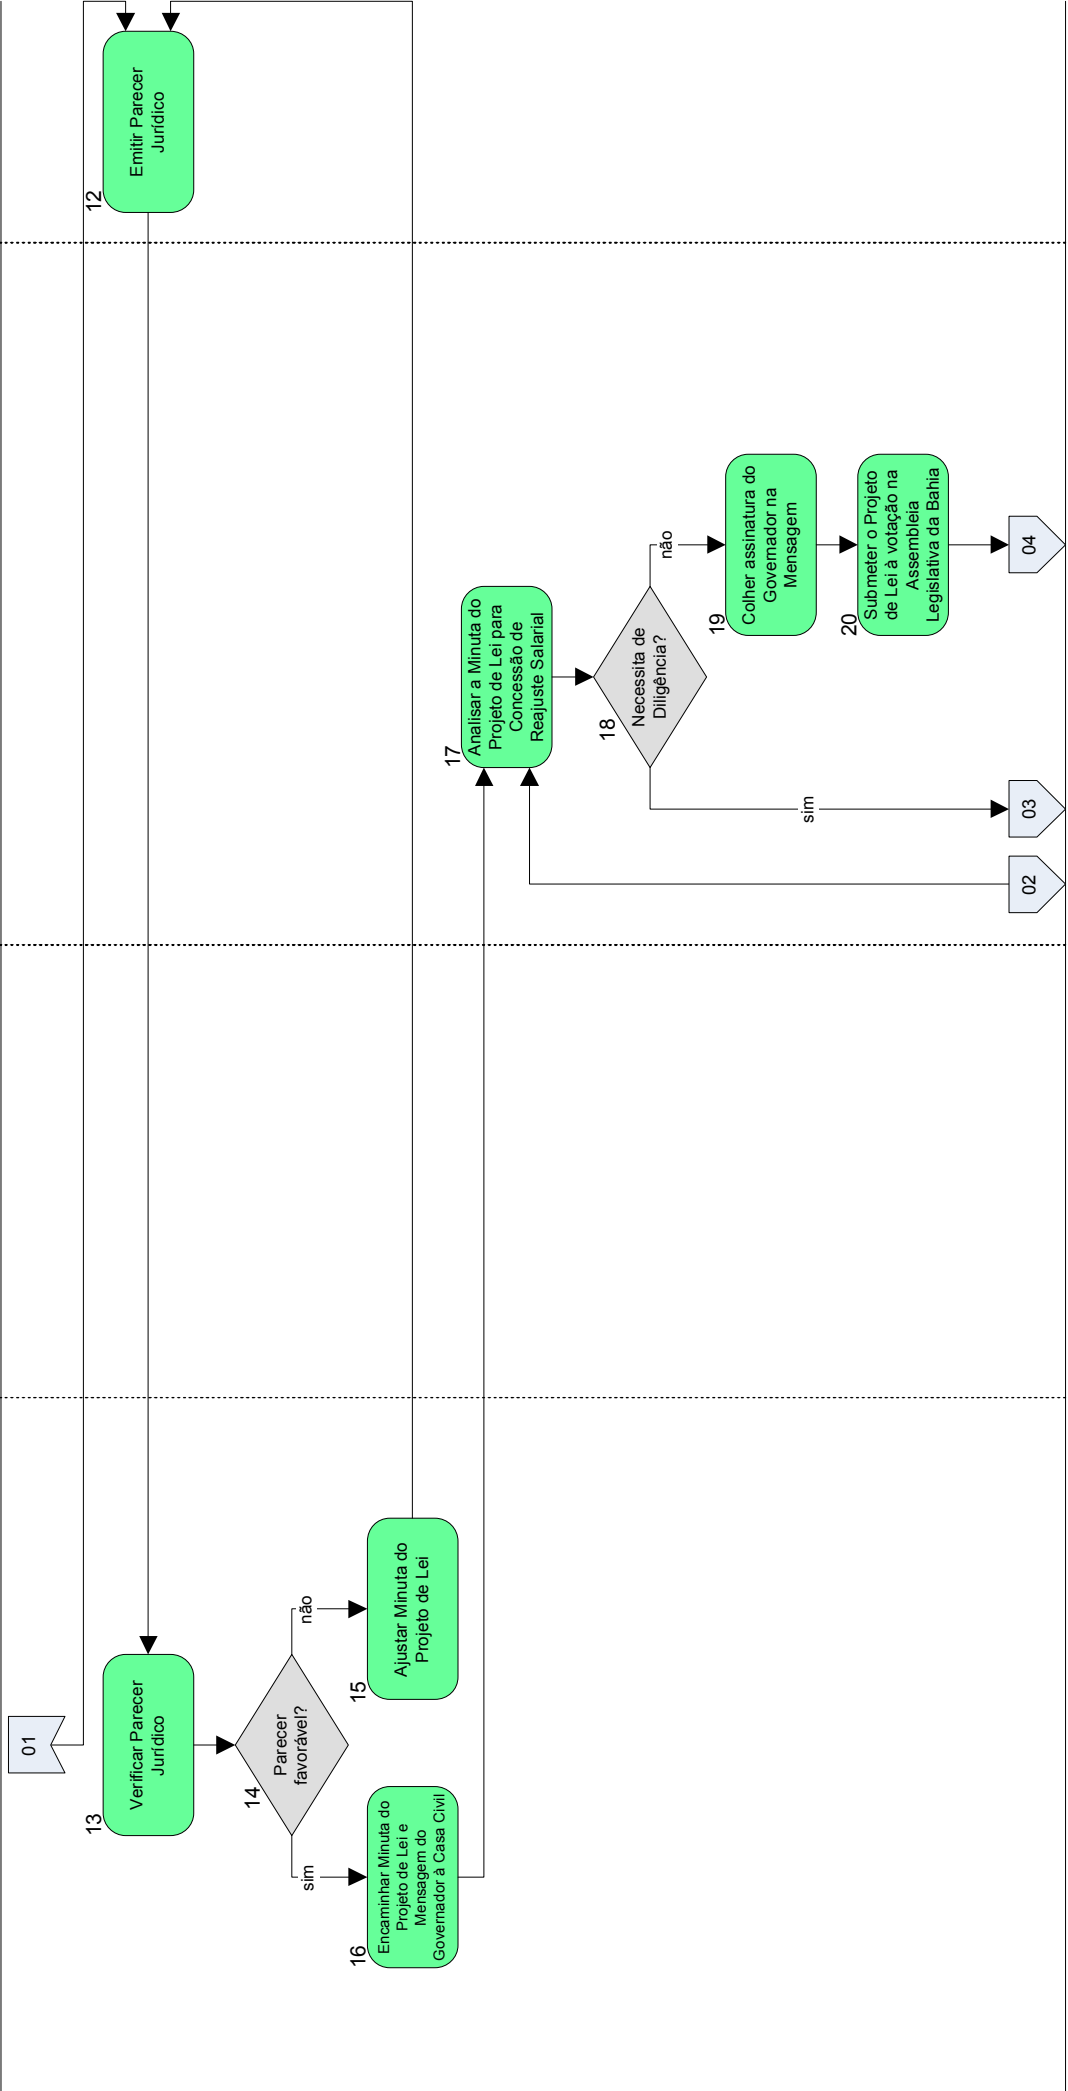 01
12
Emitir Parecer
Jurídico
13
Verificar Parecer
Jurídico
14
Parecer
favorável?
não
sim
15
Ajustar Minuta do
Projeto de Lei
16
Encaminhar Minuta do
Projeto de Lei e
Mensagem do
Governador à Casa Civil
17
Analisar a Minuta do
Projeto de Lei para
Concessão de
Reajuste Salarial
18
Necessita de
Diligência?
não
sim
19
Colher assinatura do
Governador na
Mensagem
20
Submeter o Projeto
de Lei à votação na
Assembleia
Legislativa da Bahia
02
03
04